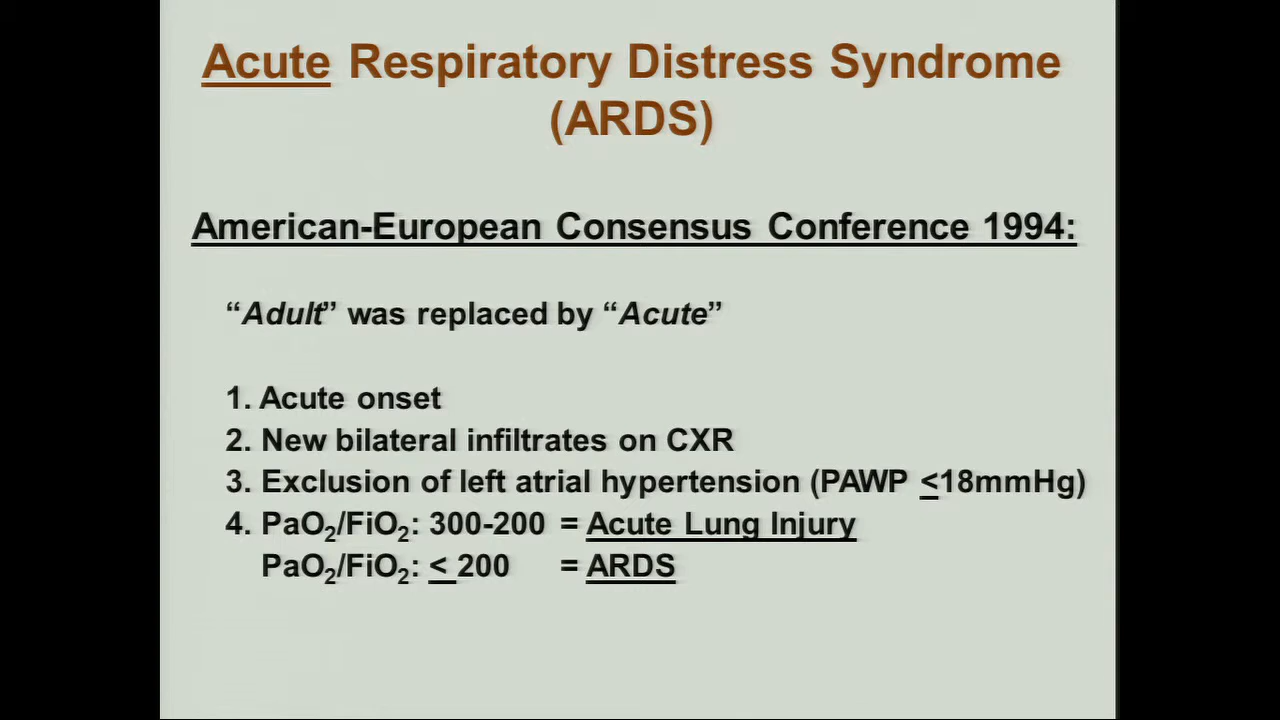 Acute Respiratory Distress Syndrome
(ARDS)
American-European Consensus Conference 1994:
“Adult” was replaced by “Acute”
1. Acute onset
2. New bilateral infiltrates on CXR
3. Exclusion of left atrial hypertension (PAWP <18mmHg)
4. PaO₂/FiO₂: 300-200 = Acute Lung Injury
PaO₂/FiO₂: < 200 = ARDS